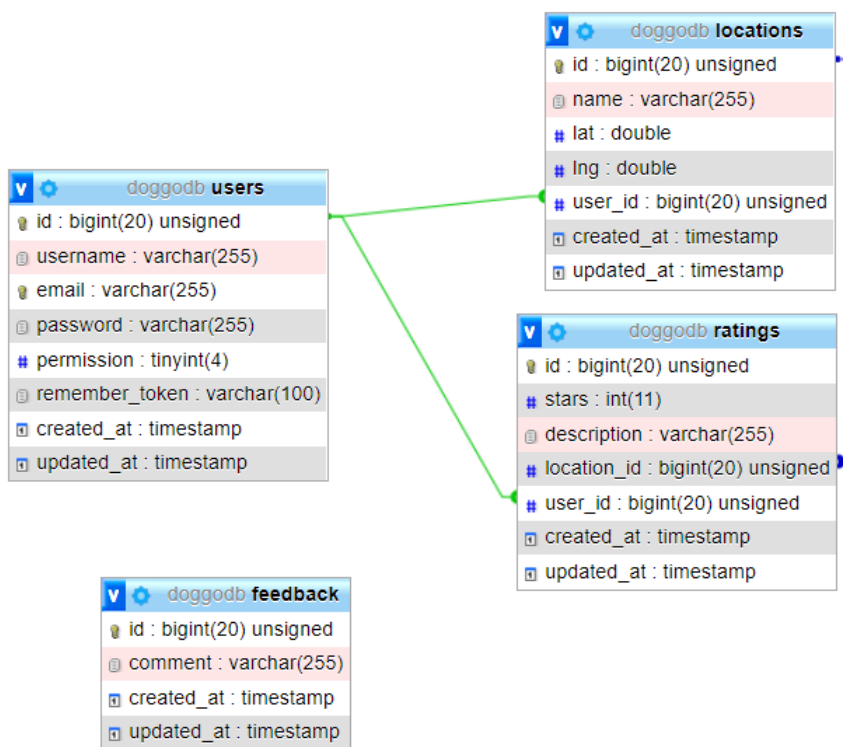 v doggodb locations
id : bigint(20) unsigned
name : varchar(255)
# lat : double
# lng : double
# user_id : bigint(20) unsigned
created_at : timestamp
updated_at : timestamp
v doggodb users
id : bigint(20) unsigned
username : varchar(255)
email : varchar(255)
password : varchar(255)
# permission : tinyint(4)
remember_token : varchar(100)
created_at : timestamp
updated_at : timestamp
v doggodb ratings
id : bigint(20) unsigned
# stars : int(11)
description : varchar(255)
# location_id : bigint(20) unsigned
# user_id : bigint(20) unsigned
created_at : timestamp
updated_at : timestamp
v doggodb feedback
id : bigint(20) unsigned
comment : varchar(255)
created_at : timestamp
updated_at : timestamp